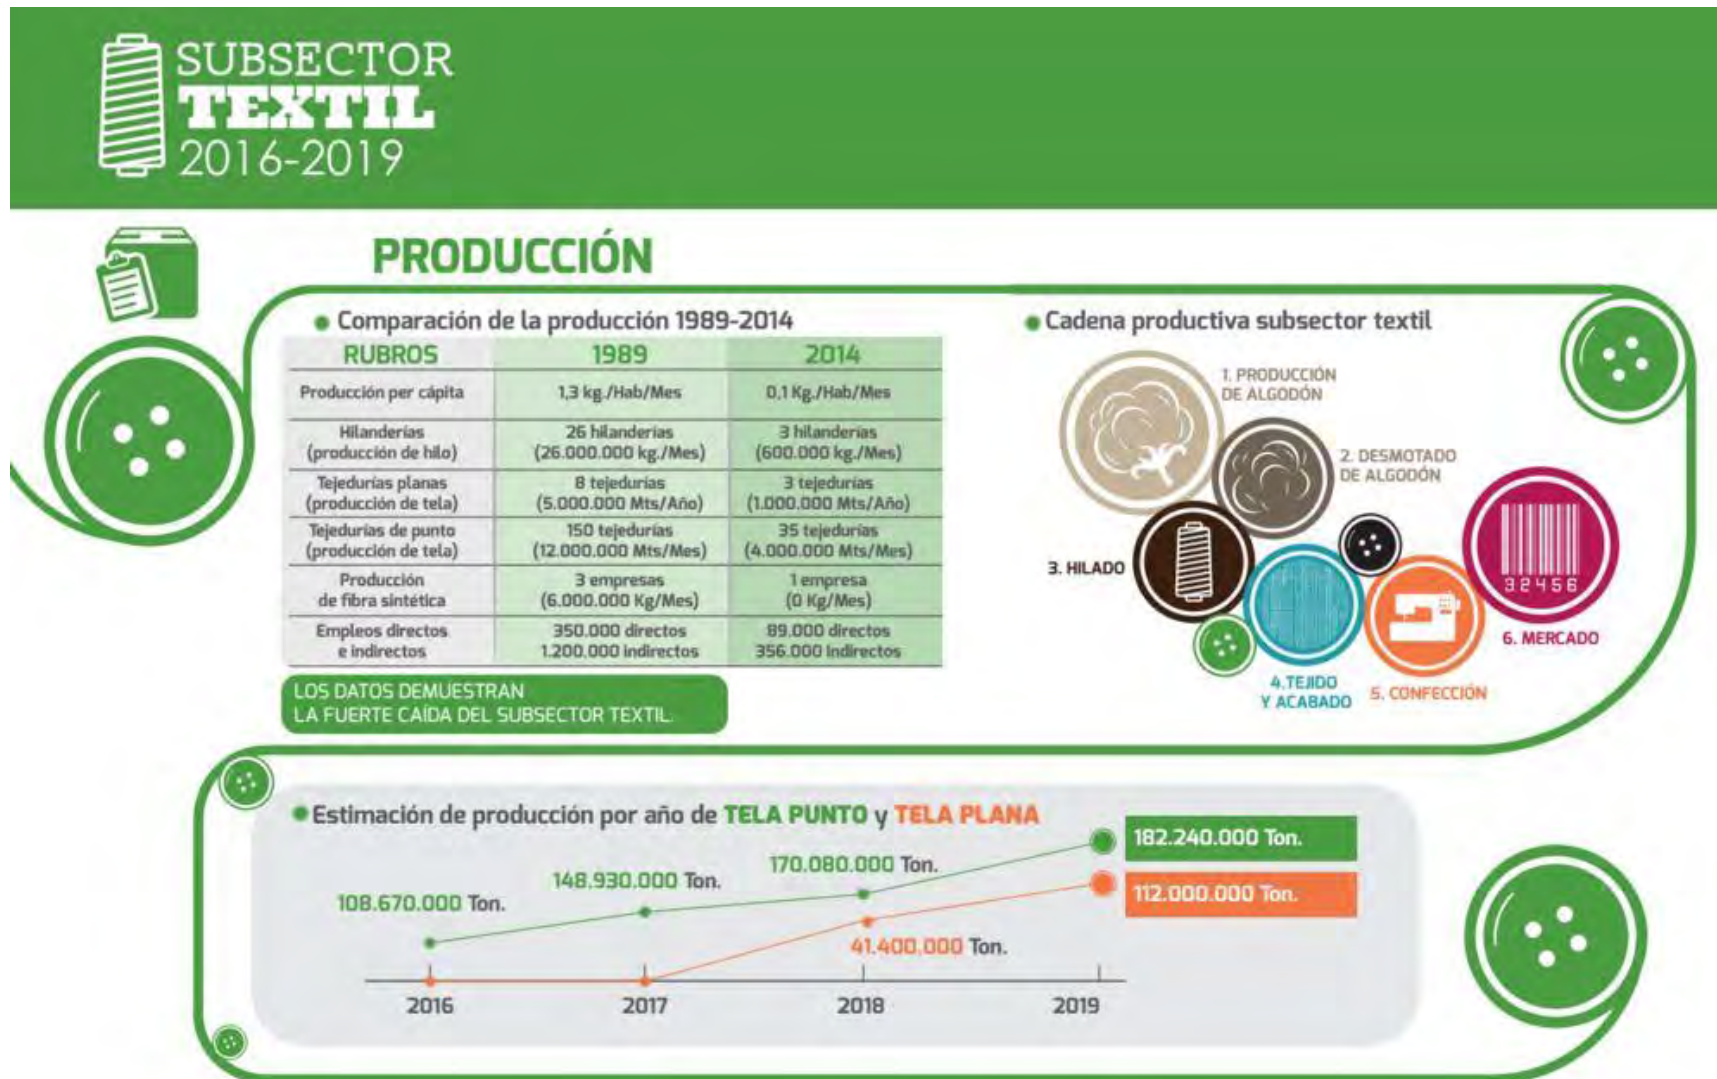 SUBSECTOR
TEXTIL
2016-2019
PRODUCCIÓN
Comparación de la producción 1989-2014
RUBROS 1989 2014
Producción per cápita 1,3 kg./Hab/Mes 0,1 Kg./Hab/Mes
Hilanderías 26 hilanderías 3 hilanderías
(producción de hilo) (26.000.000 kg./Mes) (600.000 kg./Mes)
Tejedurías planas 8 tejedurías 3 tejedurías
(producción de tela) (5.000.000 Mts/Año) (1.000.000 Mts/Año)
Tejedurías de punto 150 tejedurías 35 tejedurías
(producción de tela) (12.000.000 Mts/Mes) (4.000.000 Mts/Mes)
Producción 3 empresas 1 empresa
de fibra sintética (6.000.000 Kg/Mes) (0 Kg/Mes)
Empleos directos 350.000 directos 89.000 directos
e indirectos 1.200.000 indirectos 356.000 Indirectos
LOS DATOS DEMUESTRAN
LA FUERTE CAÍDA DEL SUBSECTOR TEXTIL.
Cadena productiva subsector textil
1. PRODUCCIÓN
DE ALGODÓN
2. DESMOTADO
DE ALGODÓN
3. HILADO
4.TEJIDO
Y ACABADO
5. CONFECCIÓN
32456
6. MERCADO
Estimación de producción por año de TELA PUNTO y TELA PLANA
108.670.000 Ton.
148.930.000 Ton.
170.080.000 Ton.
182.240.000 Ton.
41.400.000 Ton.
112.000.000 Ton.
2016 2017 2018 2019